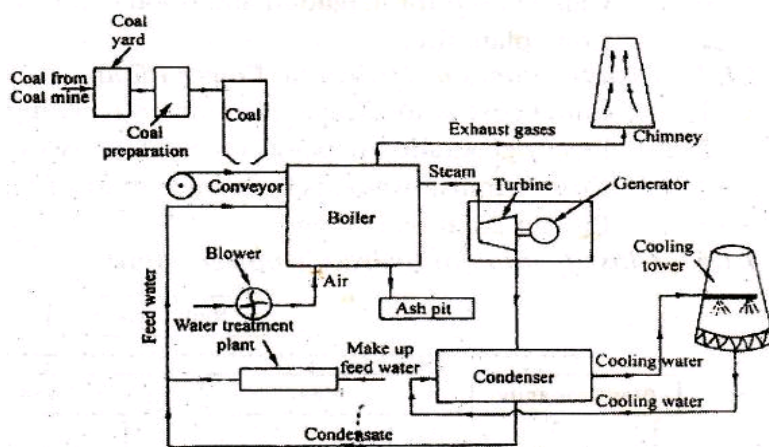 Coal
yard
Coal from
Coal mine
Coal
preparation
Coal
Exhaust gases
Chimney
Conveyor
Boiler
Steam
Turbine
Generator
Cooling
tower
Blower
Air
Ash pit
Feed water
Water treatment
plant
Make up
feed water
Condenser
Cooling water
Cooling water
Condensate